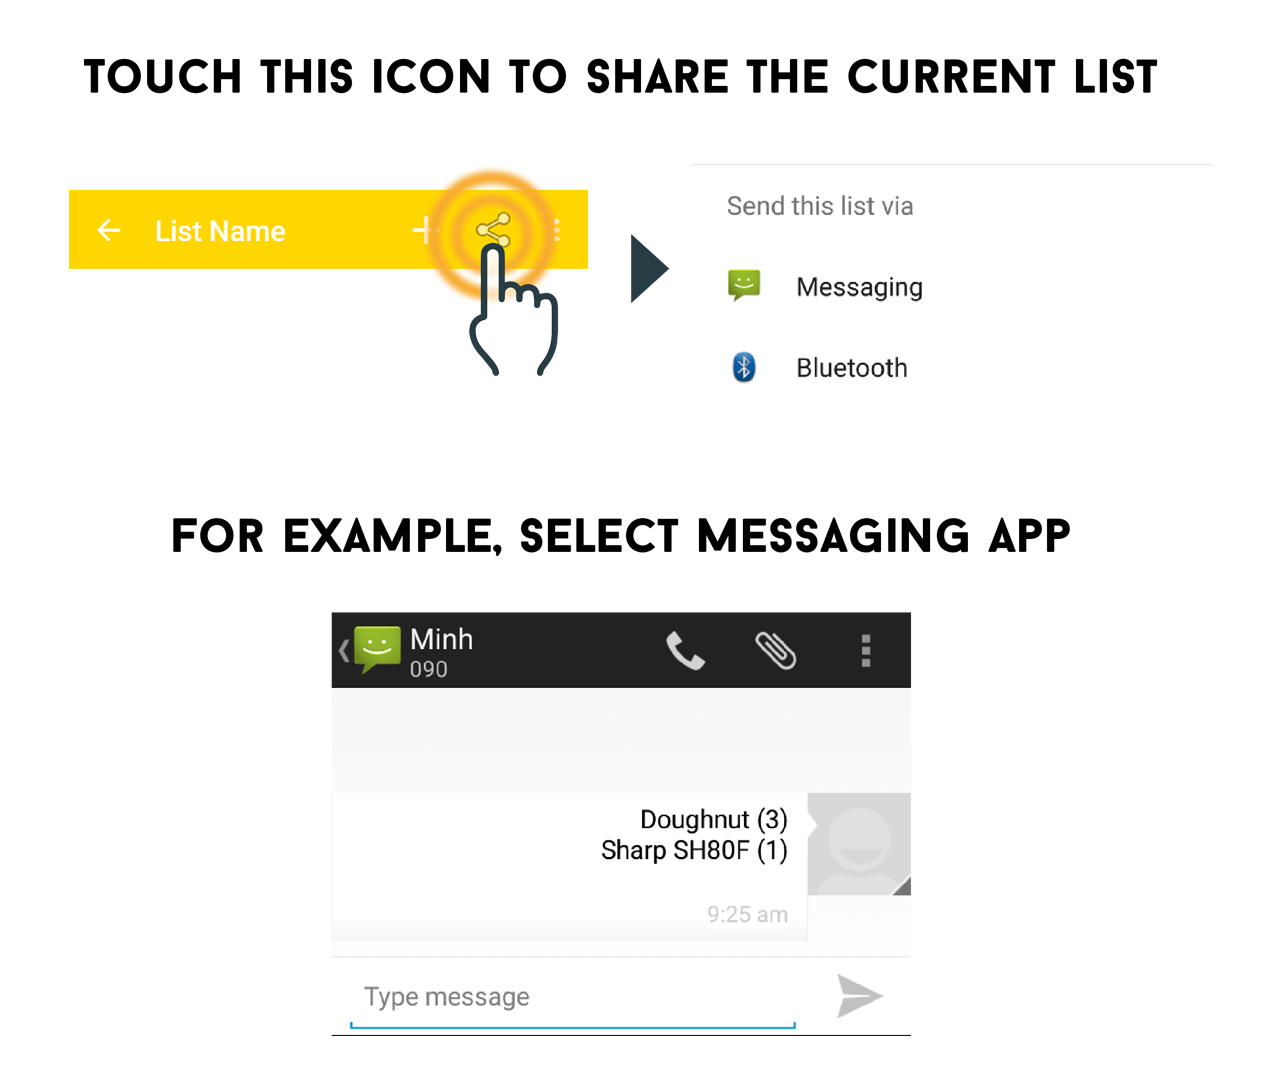 TOUCH THIS ICON TO SHARE THE CURRENT LIST
List Name
Send this list via
Messaging
Bluetooth
FOR EXAMPLE, SELECT MESSAGING APP
Minh
090
Doughnut (3)
Sharp SH80F (1)
9:25 am
Type message